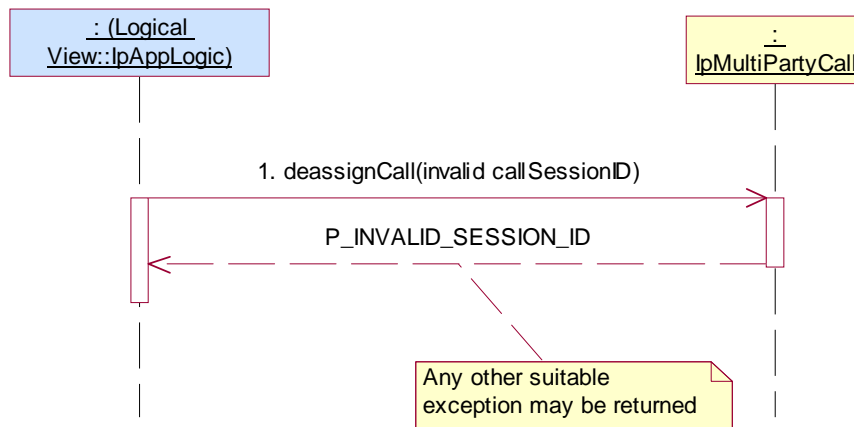 : (Logical
View::IpAppLogic)
:
IpMultiPartyCall
1. deassignCall(invalid callSessionID)
P_INVALID_SESSION_ID
Any other suitable
exception may be returned